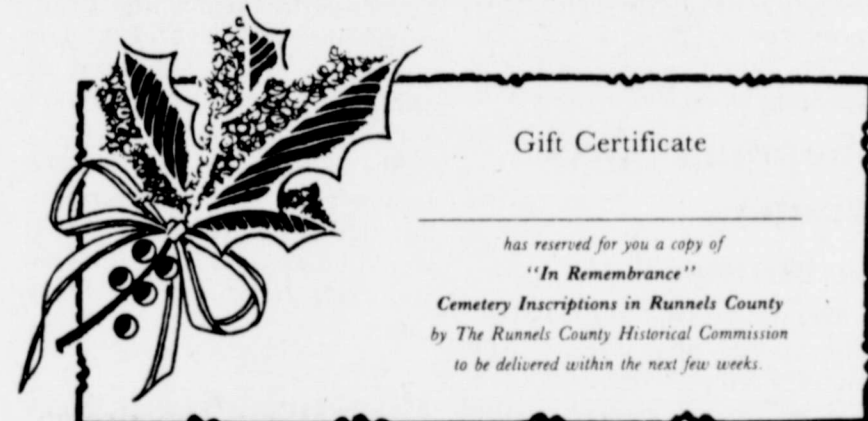 Gift Certificate
has reserved for you a copy of
"In Remembrance"
Cemetery Inscriptions in Runnels County
by The Runnels County Historical Commission
to be delivered within the next few weeks.